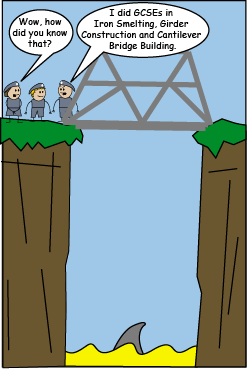 Wow, how
did you know
that?
I did GCSEs in
Iron Smelting, Girder
Construction and Cantilever
Bridge Building.